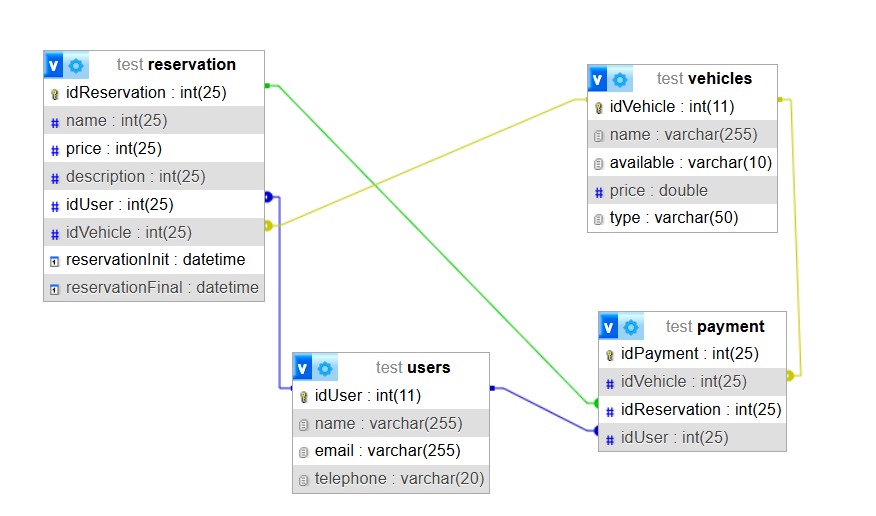 v test reservation
idReservation : int(25)
# name : int(25)
# price : int(25)
# description : int(25)
# idUser : int(25)
# idVehicle : int(25)
reservationInit : datetime
reservationFinal : datetime
v test vehicles
idVehicle : int(11)
name : varchar(255)
available : varchar(10)
# price : double
type : varchar(50)
v test users
idUser : int(11)
name : varchar(255)
email : varchar(255)
telephone : varchar(20)
v test payment
idPayment : int(25)
# idVehicle : int(25)
# idReservation : int(25)
# idUser : int(25)